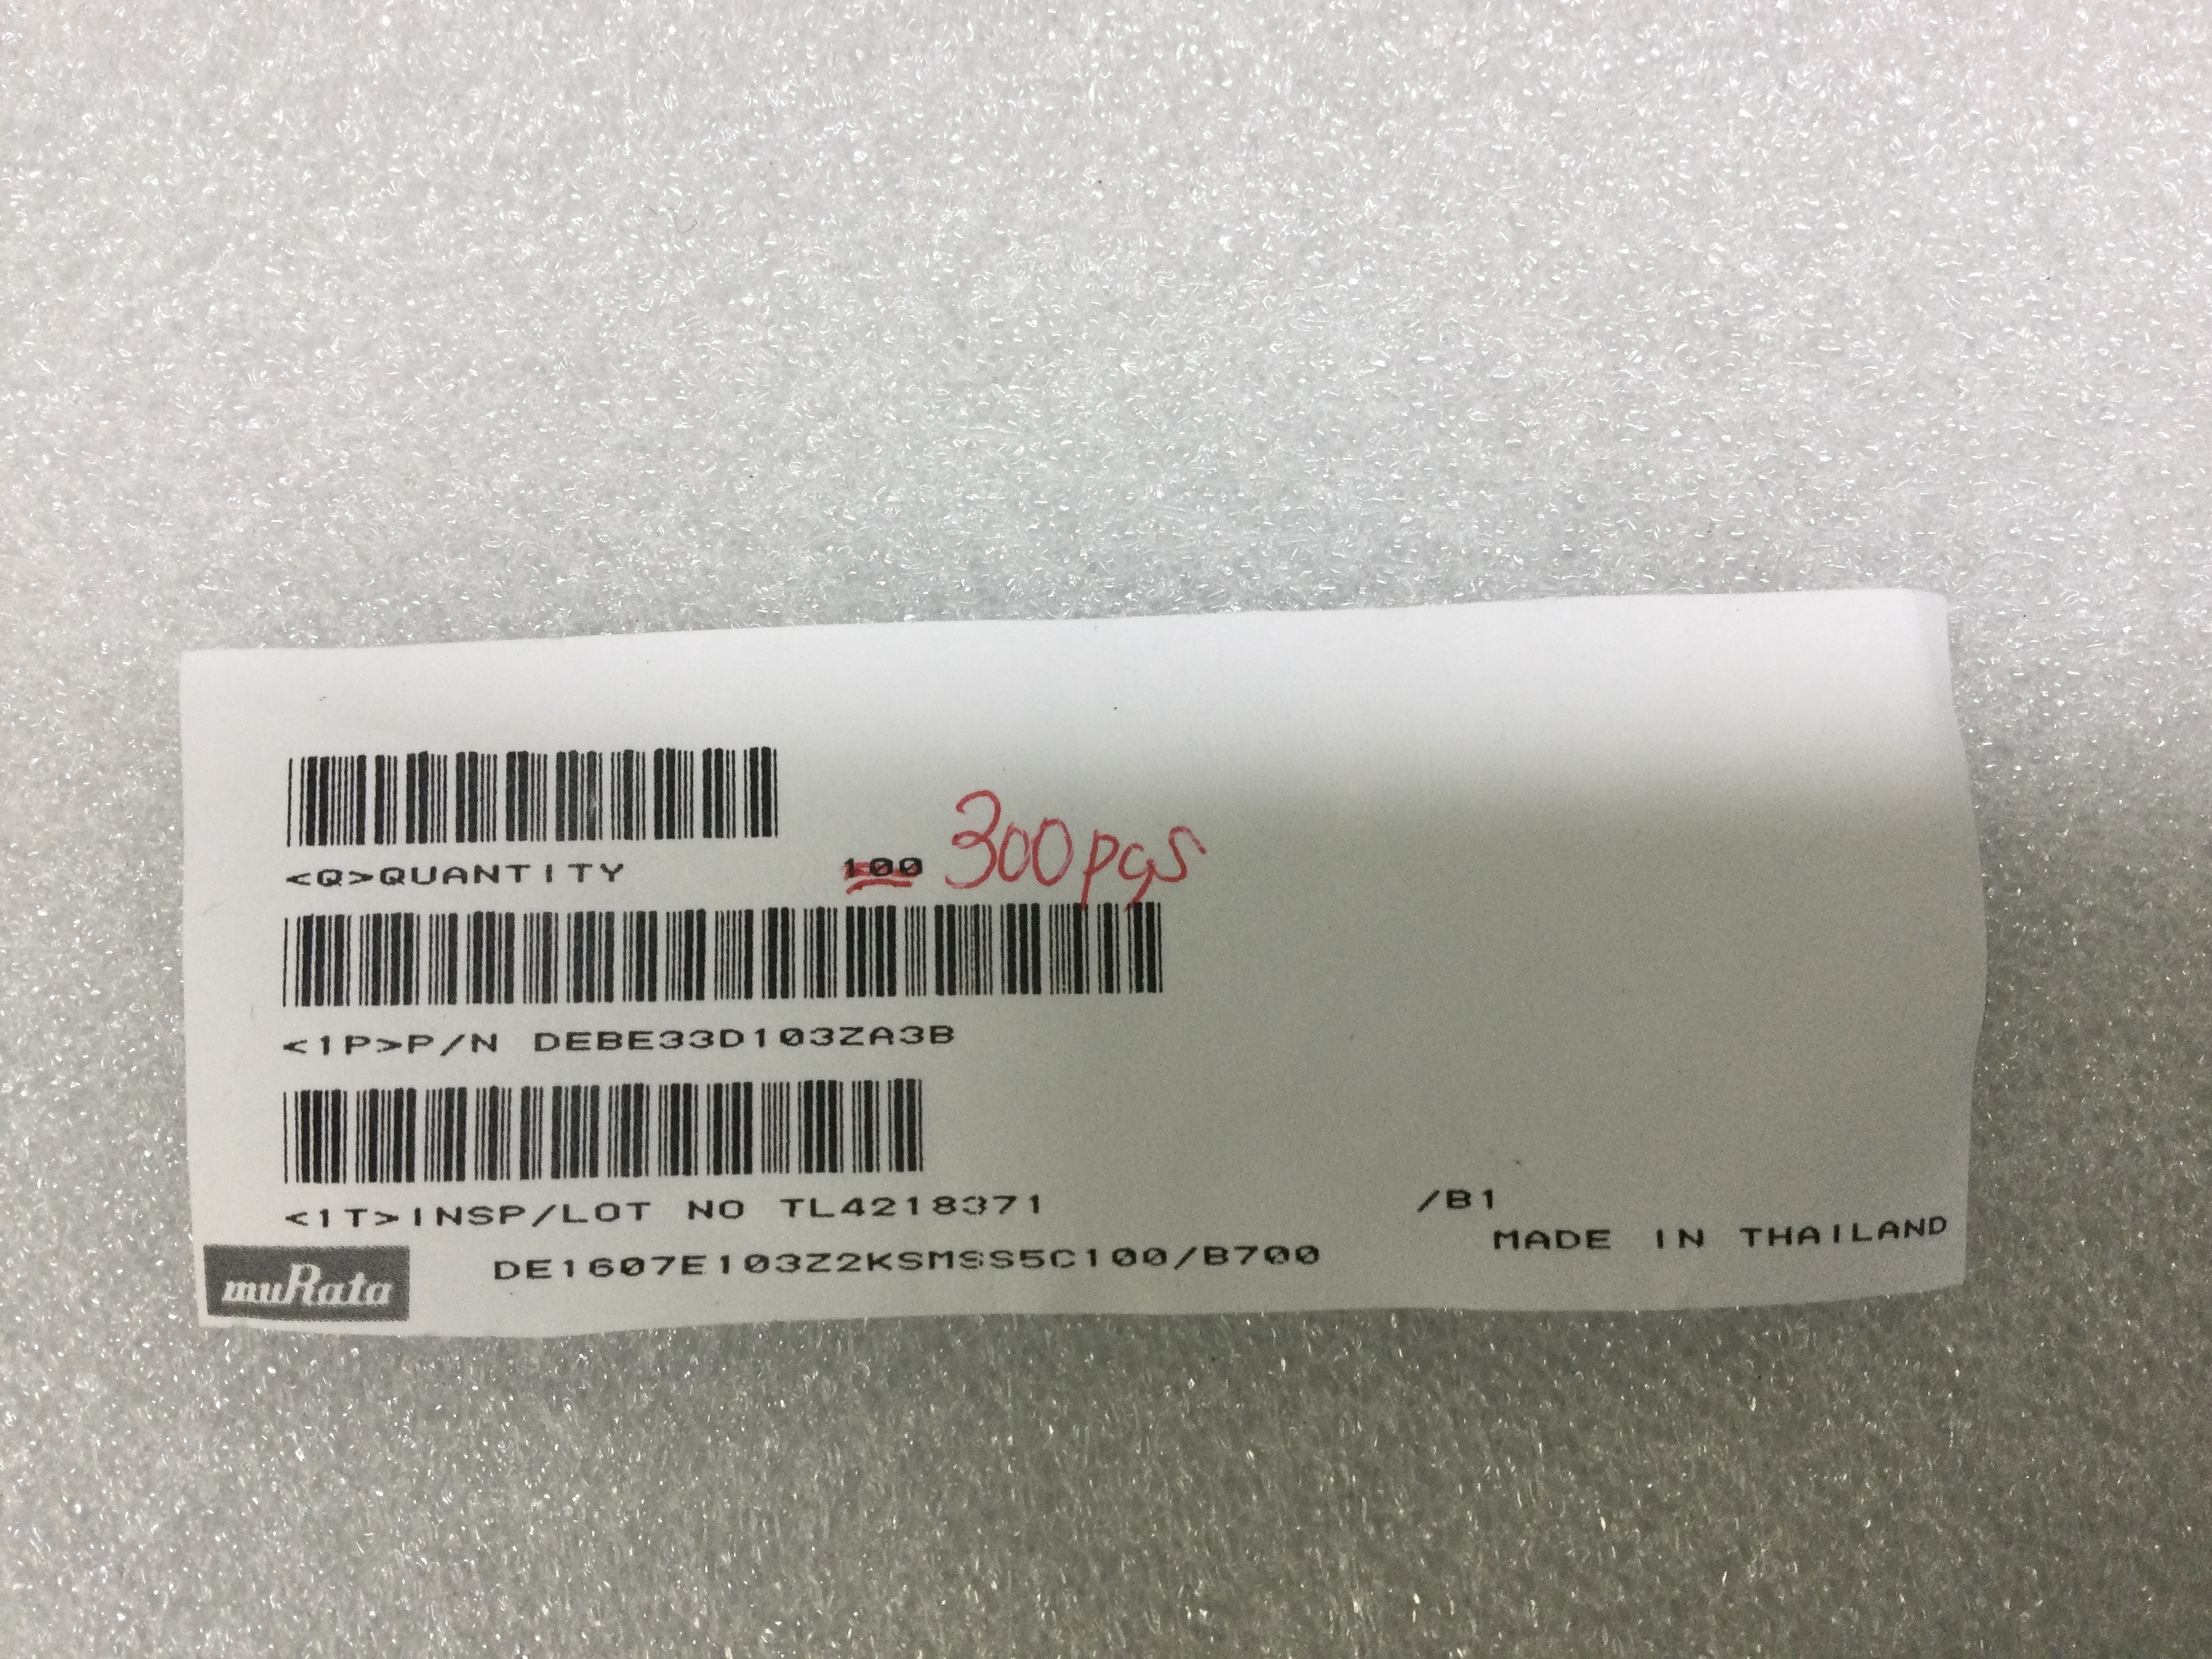 <Q>QUANTITY 100 300pcs
<1P>P/N DEBE33D103ZA3B
<1T>INSP/LOT NO TL4218371 /B1
MADE IN THAILAND
muRata DE1607E103Z2KSMSS5C100/B700